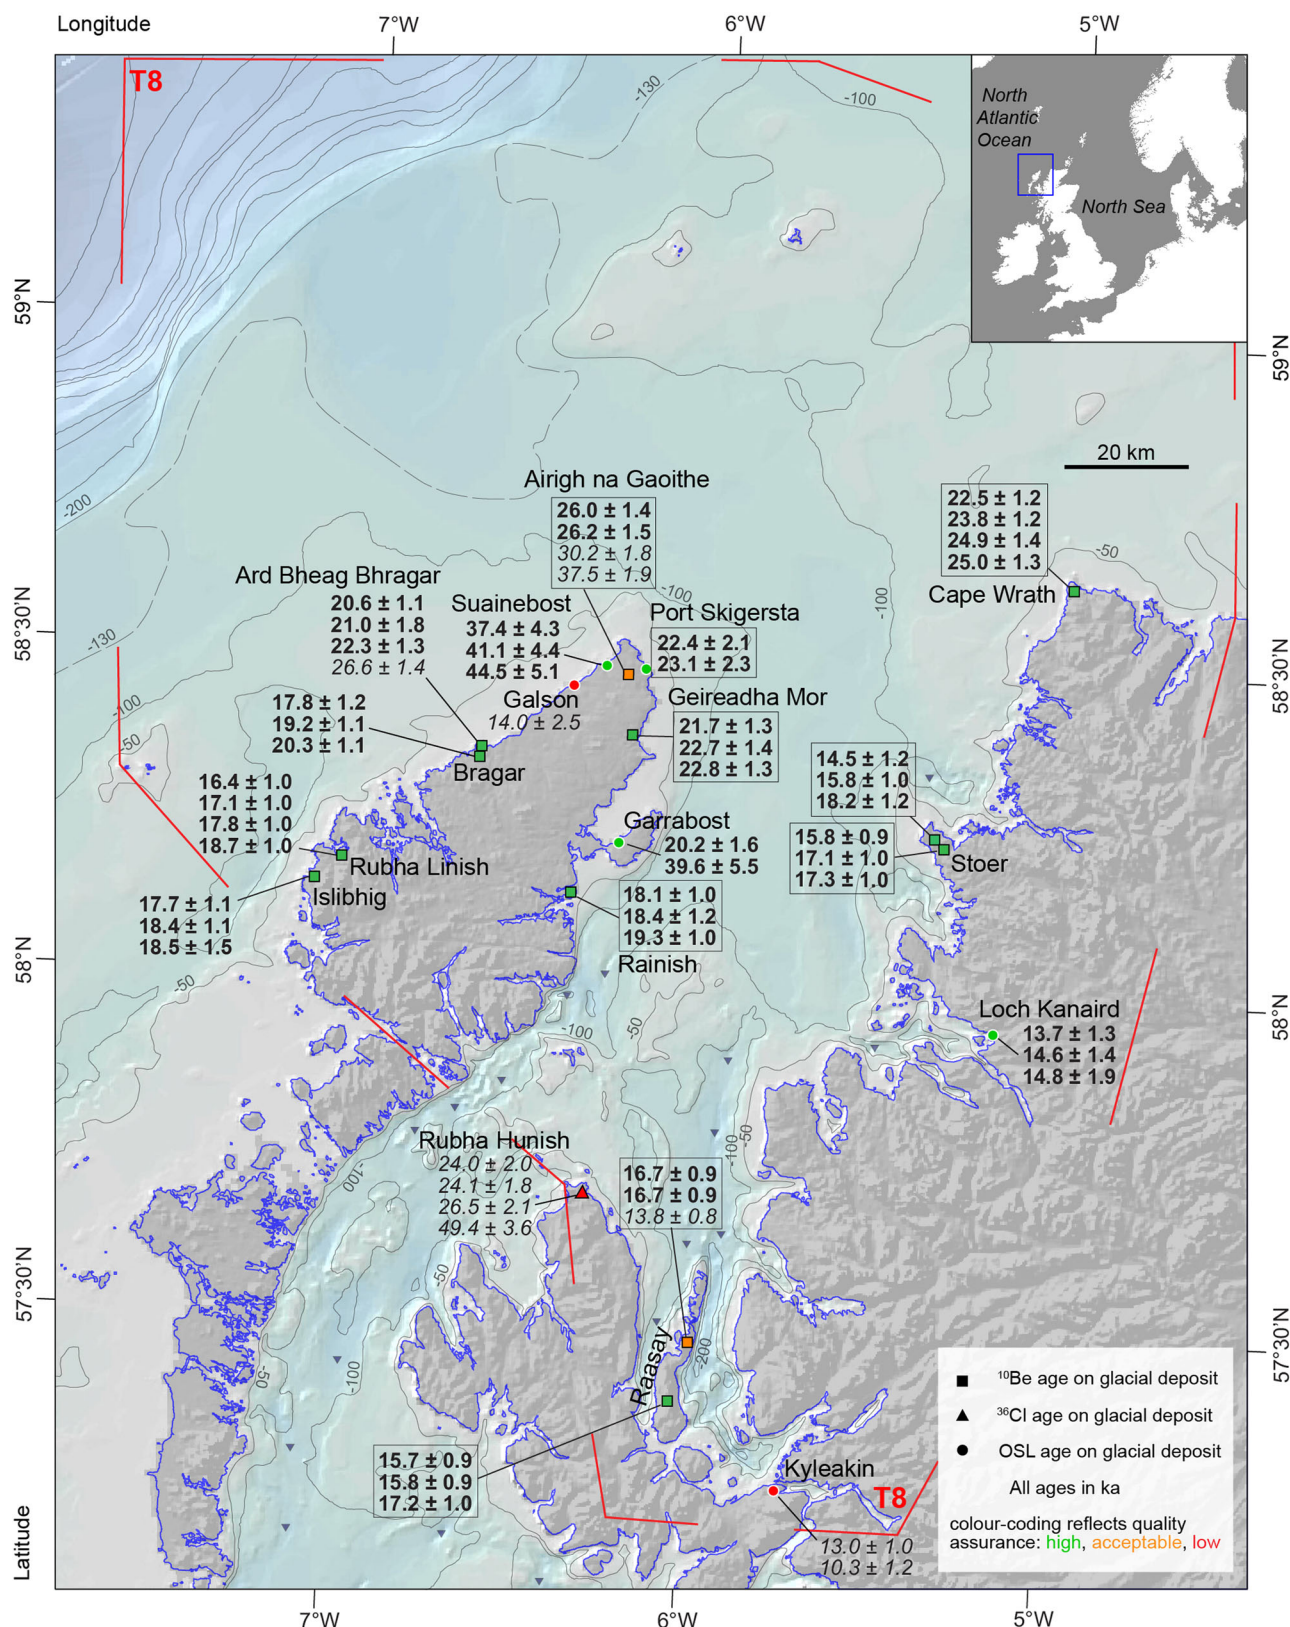 Longitude
7°W
6°W
5°W
T8
-130
-100
North
Atlantic
Ocean
North Sea
59°N
59°N
20 km
-200
Airigh na Gaoithe
26.0 ± 1.4
26.2 ± 1.5
30.2 ± 1.8
37.5 ± 1.9
22.5 ± 1.2
23.8 ± 1.2
24.9 ± 1.4
25.0 ± 1.3
-50
Cape Wrath
Ard Bheag Bhragar
20.6 ± 1.1
21.0 ± 1.8
22.3 ± 1.3
26.6 ± 1.4
Suainebost
37.4 ± 4.3
41.1 ± 4.4
44.5 ± 5.1
-100
Port Skigersta
22.4 ± 2.1
23.1 ± 2.3
-100
58°30'N
58°30'N
-130
-100
-50
Galson
14.0 ± 2.5
Geireadha Mor
21.7 ± 1.3
22.7 ± 1.4
22.8 ± 1.3
17.8 ± 1.2
19.2 ± 1.1
20.3 ± 1.1
Bragar
14.5 ± 1.2
15.8 ± 1.0
18.2 ± 1.2
16.4 ± 1.0
17.1 ± 1.0
17.8 ± 1.0
18.7 ± 1.0
Rubha Linish
Garrabost
20.2 ± 1.6
39.6 ± 5.5
15.8 ± 0.9
17.1 ± 1.0
17.3 ± 1.0
Stoer
Islibhig
17.7 ± 1.1
18.4 ± 1.1
18.5 ± 1.5
18.1 ± 1.0
18.4 ± 1.2
19.3 ± 1.0
Rainish
58°N
58°N
-50
-100
-50
Loch Kanaird
13.7 ± 1.3
14.6 ± 1.4
14.8 ± 1.9
Rubha Hunish
24.0 ± 2.0
24.1 ± 1.8
26.5 ± 2.1
49.4 ± 3.6
-100
16.7 ± 0.9
16.7 ± 0.9
13.8 ± 0.8
-100
-50
-50
57°30'N
57°30'N
Raasay
-200
-50
-101
15.7 ± 0.9
15.8 ± 0.9
17.2 ± 1.0
Kyleakin
T8
13.0 ± 1.0
10.3 ± 1.2
¹⁰Be age on glacial deposit
³⁶Cl age on glacial deposit
OSL age on glacial deposit
All ages in ka
colour-coding reflects quality
assurance: high, acceptable, low
Latitude
7°W
6°W
5°W